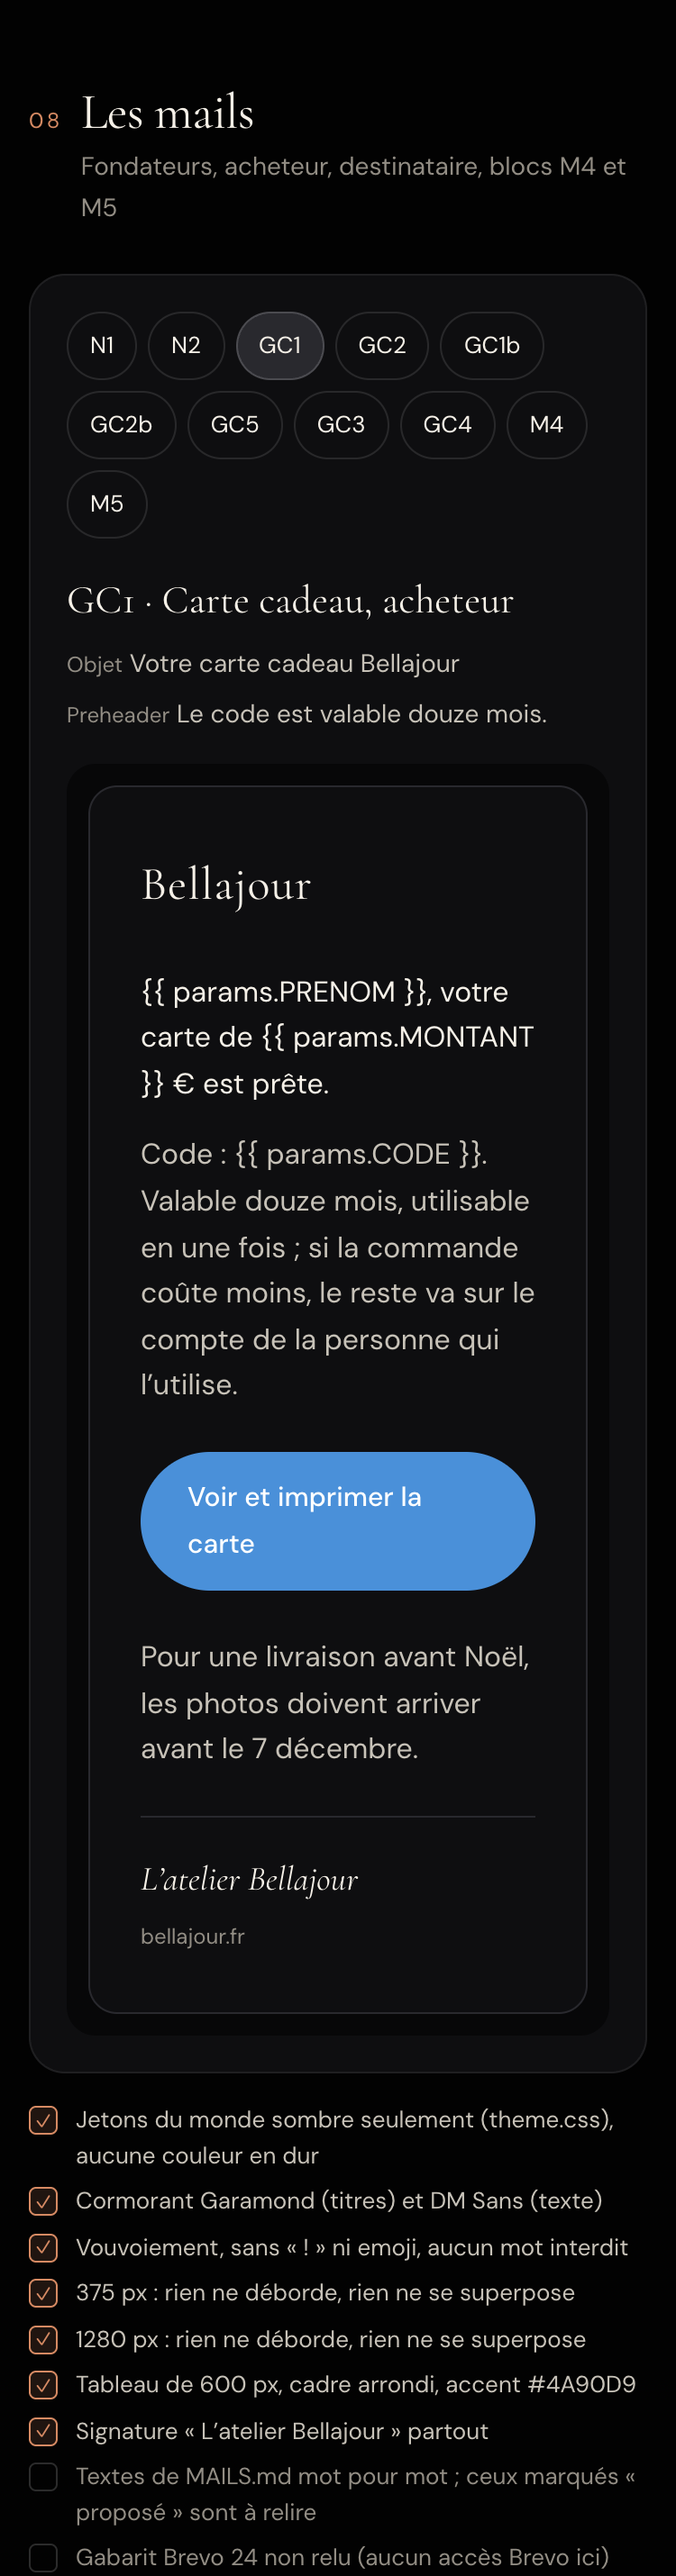 08 Les mails
Fondateurs, acheteur, destinataire, blocs M4 et
M5
N1 N2 GC1 GC2 GC1b
GC2b GC5 GC3 GC4 M4
M5
GC1 · Carte cadeau, acheteur
Objet Votre carte cadeau Bellajour
Preheader Le code est valable douze mois.
Bellajour
{{ params.PRENOM }}, votre
carte de {{ params.MONTANT
}} € est prête.
Code : {{ params.CODE }}.
Valable douze mois, utilisable
en une fois ; si la commande
coûte moins, le reste va sur le
compte de la personne qui
l’utilise.
Voir et imprimer la
carte
Pour une livraison avant Noël,
les photos doivent arriver
avant le 7 décembre.
L’atelier Bellajour
bellajour.fr
Jetons du monde sombre seulement (theme.css),
aucune couleur en dur
Cormorant Garamond (titres) et DM Sans (texte)
Vouvoiement, sans « ! » ni emoji, aucun mot interdit
375 px : rien ne déborde, rien ne se superpose
1280 px : rien ne déborde, rien ne se superpose
Tableau de 600 px, cadre arrondi, accent #4A90D9
Signature « L’atelier Bellajour » partout
Textes de MAILS.md mot pour mot ; ceux marqués «
proposé » sont à relire
Gabarit Brevo 24 non relu (aucun accès Brevo ici)